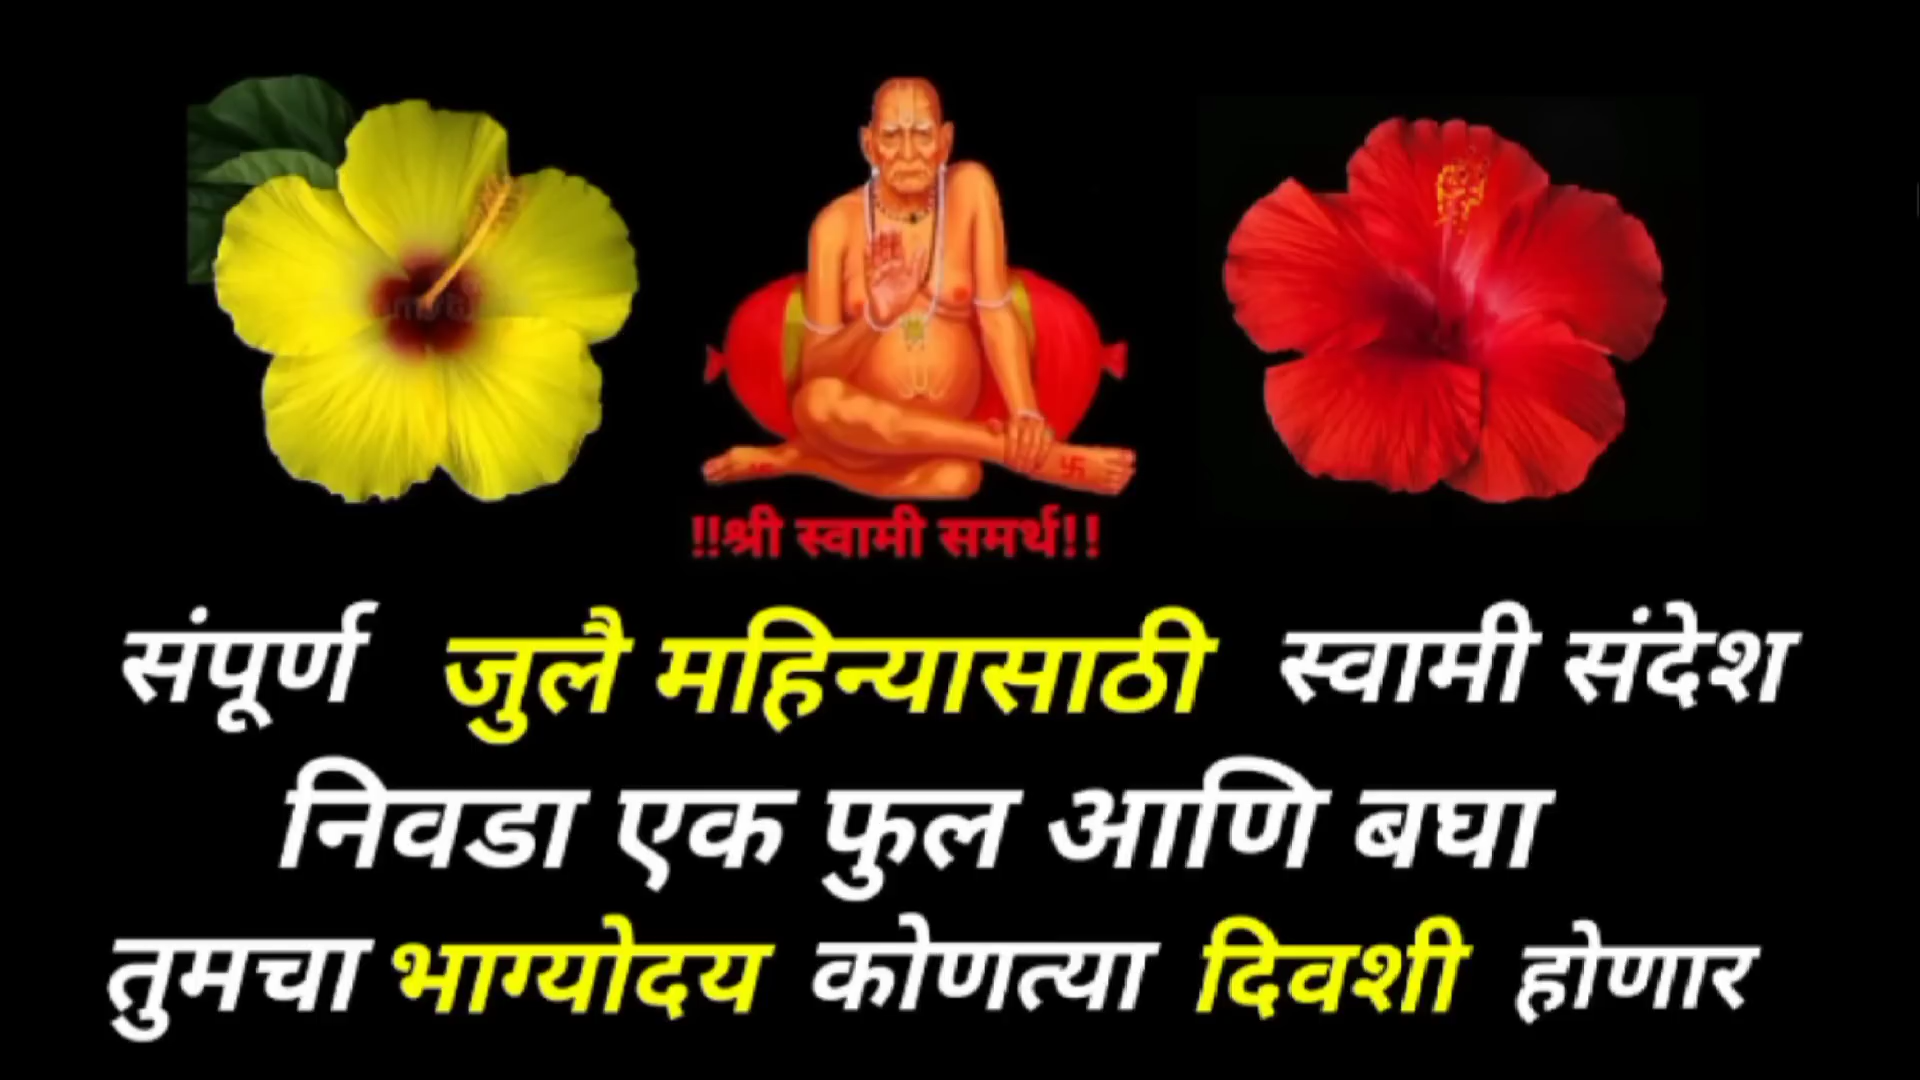 !!श्री स्वामी समर्थ!!
संपूर्ण जुलै महिन्यासाठी स्वामी संदेश
निवडा एक फुल आणि बघा
तुमचा भाग्योदय कोणत्या दिवशी होणार